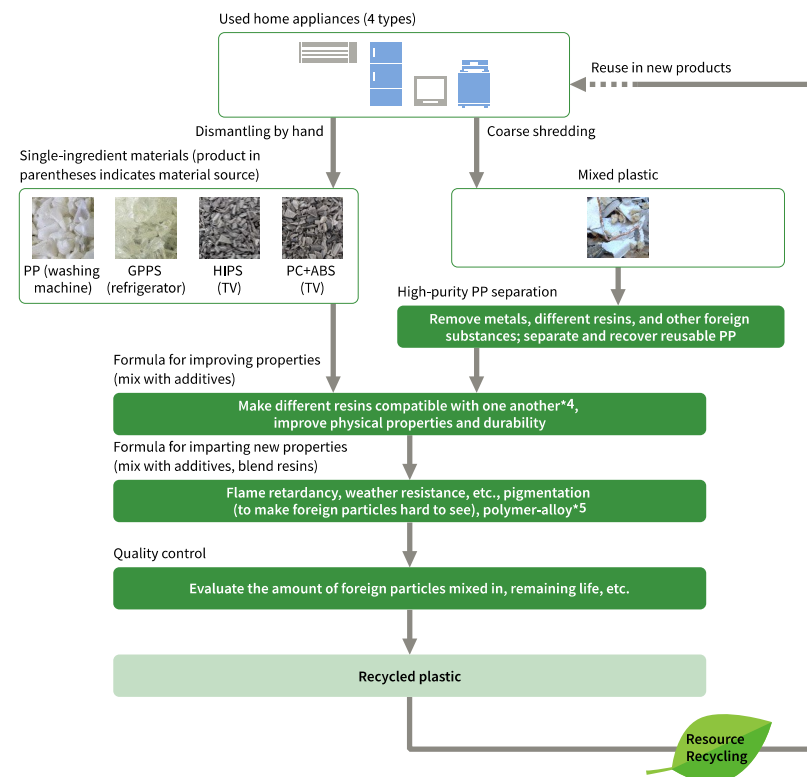 Used home appliances (4 types)
Reuse in new products
Dismantling by hand
Coarse shredding
Single-ingredient materials (product in
parentheses indicates material source)
PP (washing
machine)
GPPS
(refrigerator)
HIPS
(TV)
PC+ABS
(TV)
Mixed plastic
High-purity PP separation
Remove metals, different resins, and other foreign
substances; separate and recover reusable PP
Formula for improving properties
(mix with additives)
Make different resins compatible with one another*4,
improve physical properties and durability
Formula for imparting new properties
(mix with additives, blend resins)
Flame retardancy, weather resistance, etc., pigmentation
(to make foreign particles hard to see), polymer-alloy*5
Quality control
Evaluate the amount of foreign particles mixed in, remaining life, etc.
Recycled plastic
Resource
Recycling